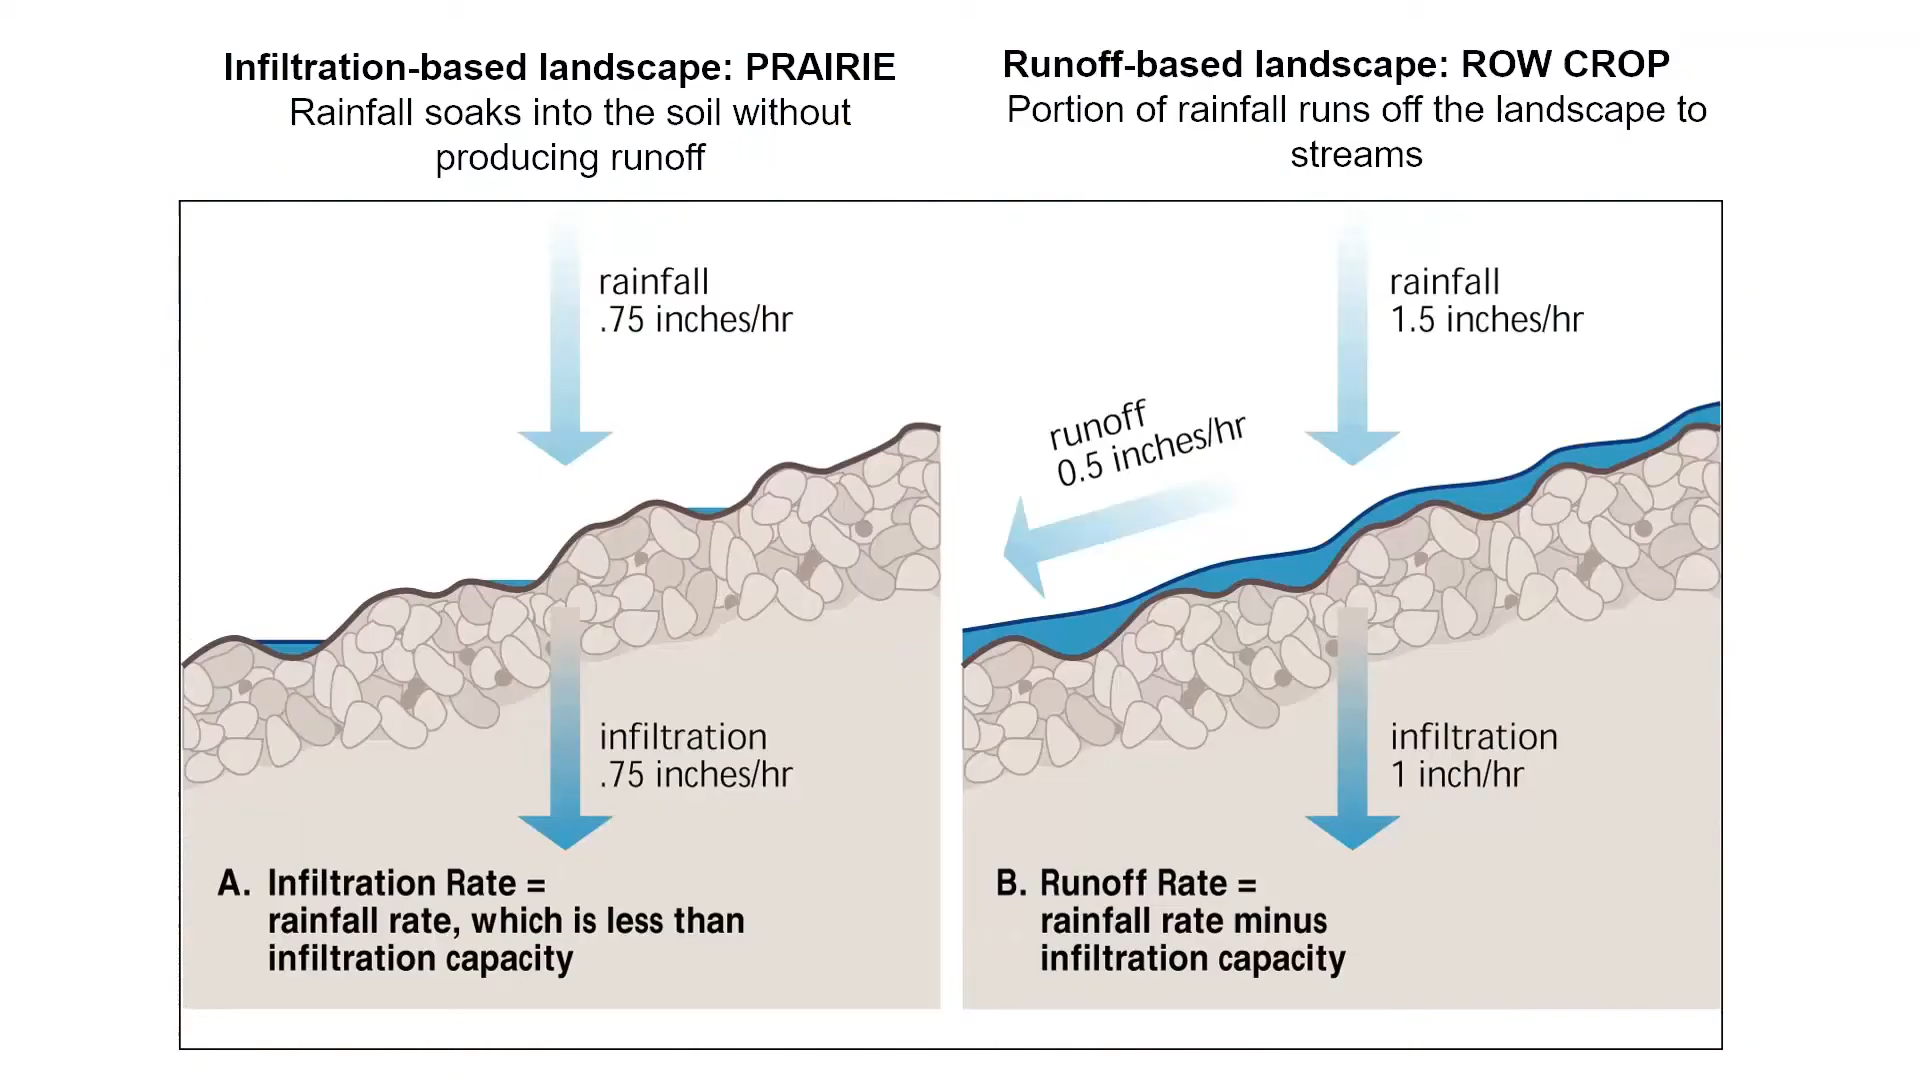 Infiltration-based landscape: PRAIRIE
Rainfall soaks into the soil without
producing runoff
Runoff-based landscape: ROW CROP
Portion of rainfall runs off the landscape to
streams
rainfall
.75 inches/hr
infiltration
.75 inches/hr
A. Infiltration Rate =
rainfall rate, which is less than
infiltration capacity
rainfall
1.5 inches/hr
runoff
0.5 inches/hr
infiltration
1 inch/hr
B. Runoff Rate =
rainfall rate minus
infiltration capacity